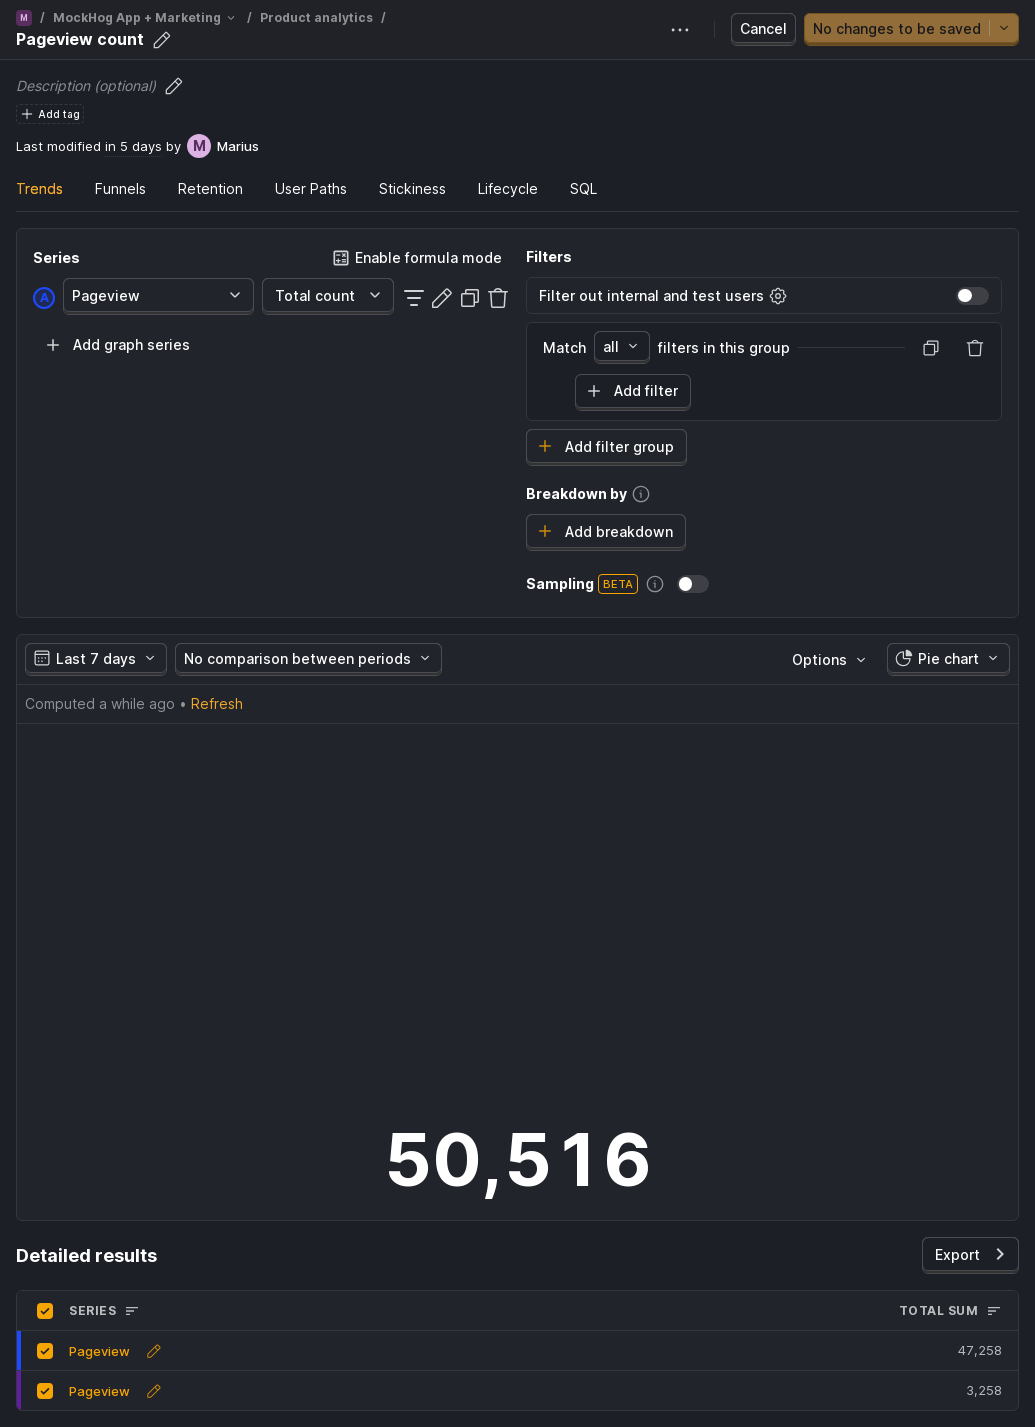 M / MockHog App + Marketing / Product analytics /
Pageview count
Cancel
No changes to be saved
Description (optional)
Add tag
Last modified in 5 days by M Marius
Trends Funnels Retention User Paths Stickiness Lifecycle SQL
Series
Enable formula mode
A Pageview Total count
Add graph series
Filters
Filter out internal and test users
Match all filters in this group
Add filter
Add filter group
Breakdown by
Add breakdown
Sampling BETA
Last 7 days No comparison between periods Options Pie chart
Computed a while ago • Refresh
50,516
Detailed results
Export
SERIES TOTAL SUM
Pageview 47,258
Pageview 3,258